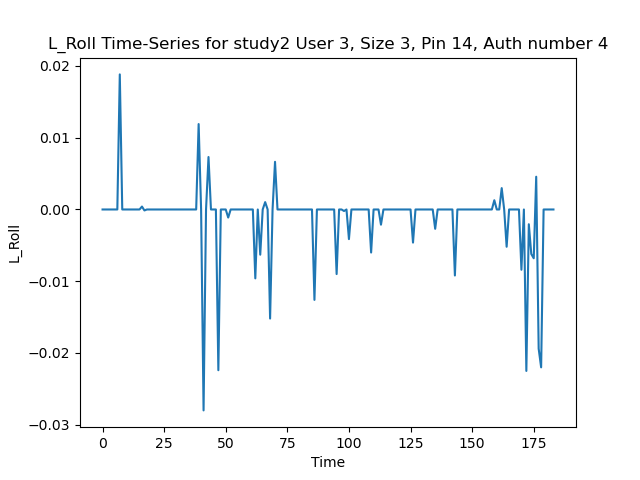 L_Roll Time-Series for study2 User 3, Size 3, Pin 14, Auth number 4
0.02
0.01
0.00
−0.01
−0.02
−0.03
L_Roll
0 25 50 75 100 125 150 175
Time